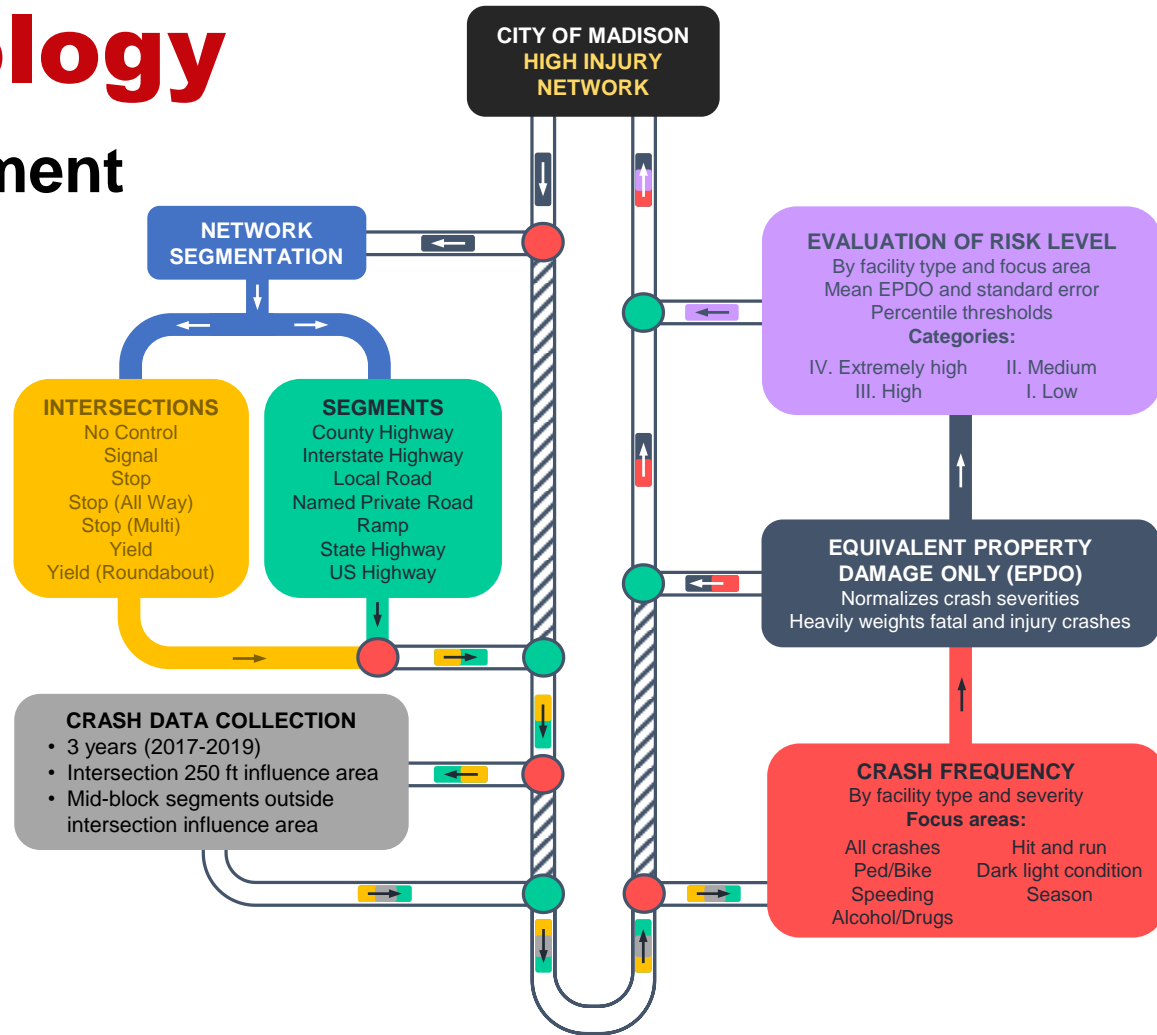 ology
ment
CITY OF MADISON
HIGH INJURY
NETWORK
NETWORK
SEGMENTATION
INTERSECTIONS
No Control
Signal
Stop
Stop (All Way)
Stop (Multi)
Yield
Yield (Roundabout)
SEGMENTS
County Highway
Interstate Highway
Local Road
Named Private Road
Ramp
State Highway
US Highway
CRASH DATA COLLECTION
• 3 years (2017-2019)
• Intersection 250 ft influence area
• Mid-block segments outside
intersection influence area
EVALUATION OF RISK LEVEL
By facility type and focus area
Mean EPDO and standard error
Percentile thresholds
Categories:
IV. Extremely high
III. High
II. Medium
I. Low
EQUIVALENT PROPERTY
DAMAGE ONLY (EPDO)
Normalizes crash severities
Heavily weights fatal and injury crashes
CRASH FREQUENCY
By facility type and severity
Focus areas:
All crashes
Ped/Bike
Speeding
Alcohol/Drugs
Hit and run
Dark light condition
Season